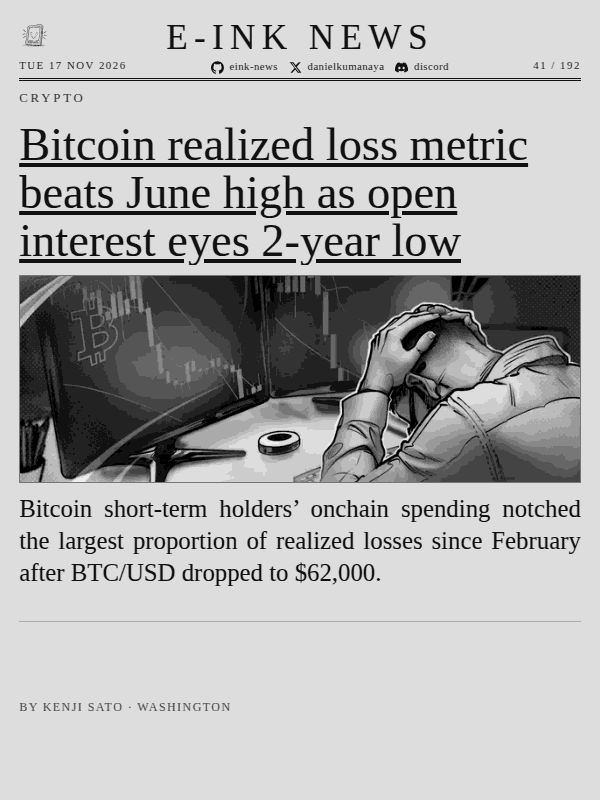 E-INK NEWS
TUE 17 NOV 2026
eink-news danielkumanaya discord
41 / 192
CRYPTO
Bitcoin realized loss metric
beats June high as open
interest eyes 2-year low
Bitcoin short-term holders’ onchain spending notched
the largest proportion of realized losses since February
after BTC/USD dropped to $62,000.
BY KENJI SATO · WASHINGTON